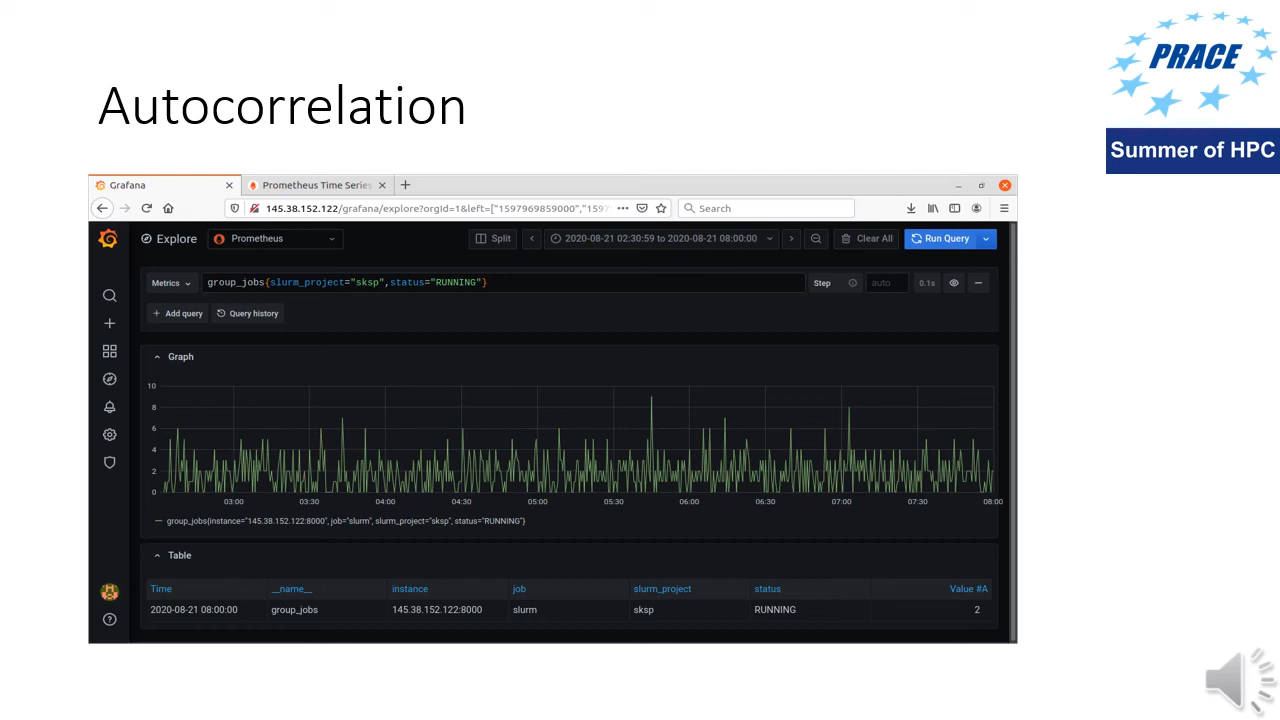 PRACE
Summer of HPC
Autocorrelation
Grafana
Prometheus Time Series
145.38.152.122/grafana/explore?orgId=1&left=["1597969859000","1597
Search
Explore
Prometheus
Split
2020-08-21 02:30:59 to 2020-08-21 08:00:00
Clear All
Run Query
Metrics
group_jobs{slurm_project="sksp",status="RUNNING"}
Step
auto
0.1s
+ Add query
Query history
Graph
10
8
6
4
2
0
03:00 03:30 04:00 04:30 05:00 05:30 06:00 06:30 07:00 07:30 08:00
group_jobs{instance="145.38.152.122:8000", job="slurm", slurm_project="sksp", status="RUNNING"}
Table
Time __name__ instance job slurm_project status Value #A
2020-08-21 08:00:00 group_jobs 145.38.152.122:8000 slurm sksp RUNNING 2